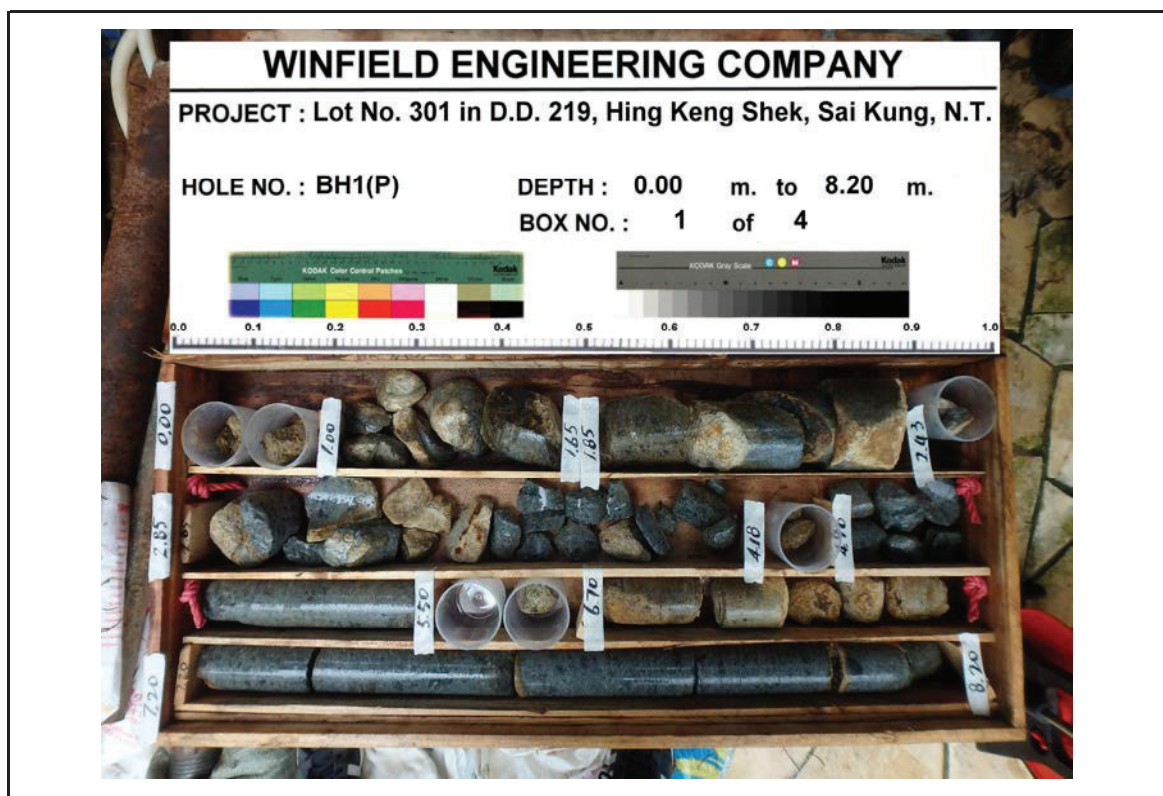 WINFIELD ENGINEERING COMPANY
PROJECT : Lot No. 301 in D.D. 219, Hing Keng Shek, Sai Kung, N.T.
HOLE NO. : BH1(P) DEPTH : 0.00 m. to 8.20 m.
BOX NO. : 1 of 4
KODAK Color Control Patches Kodak
KODAK Gray Scale C Y M Kodak
0.0 0.1 0.2 0.3 0.4 0.5 0.6 0.7 0.8 0.9 1.0
0.00 1.00 1.65 1.85 2.43
2.85 4.18 4.90
5.50 6.70
7.20 7.20 8.20